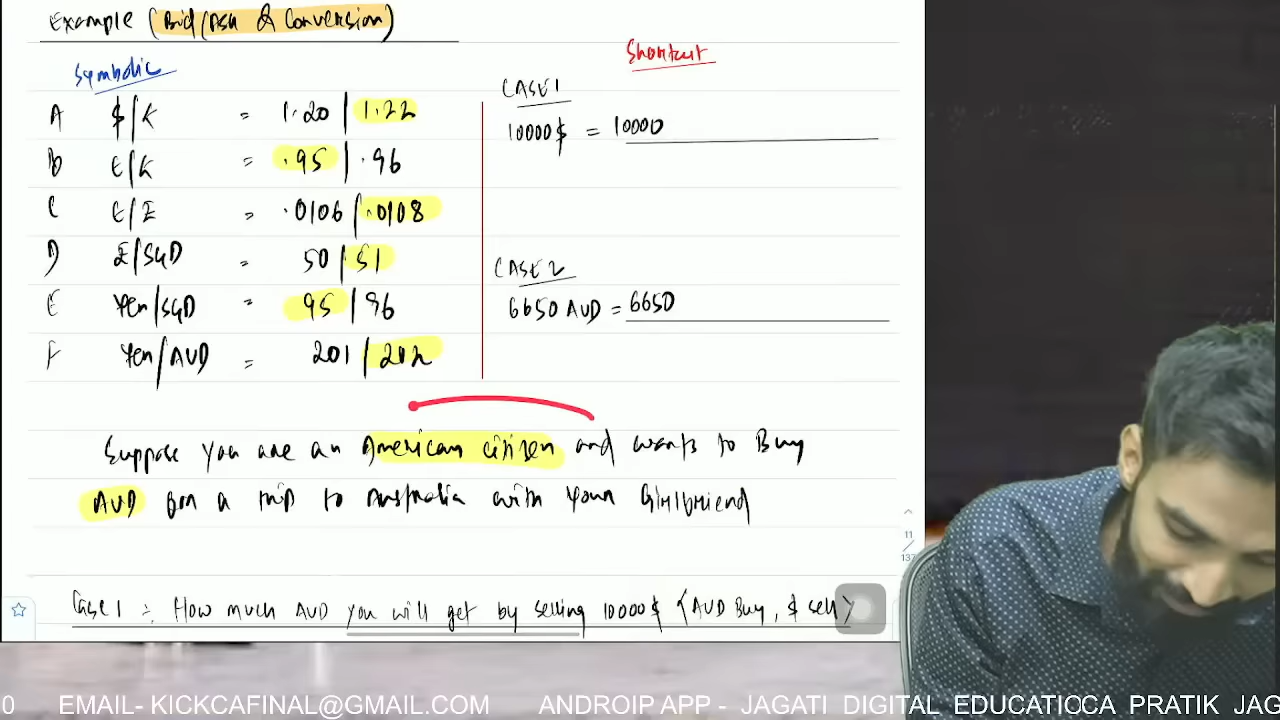 Example (Bid/Ask & Conversion)
Symbolic
Shortcut
A $/K = 1.20 | 1.22
B €/K = .95 | .96
C €/£ = .0106 | .0108
D £/SGD = 50 | 51
E Yen/SGD = 95 | 96
F Yen/AUD = 201 | 202
CASE 1
10000$ = 10000
CASE 2
6650 AUD = 6650
Suppose you are an American citizen and wants to Buy
AUD for a trip to Australia with your Girlfriend
11
137
Case 1 : How much AUD you will get by selling 10000$ (AUD Buy, $ sell)
0 EMAIL- KICKCAFINAL@GMAIL.COM ANDROIP APP - JAGATI DIGITAL EDUCATIOCA PRATIK JAG